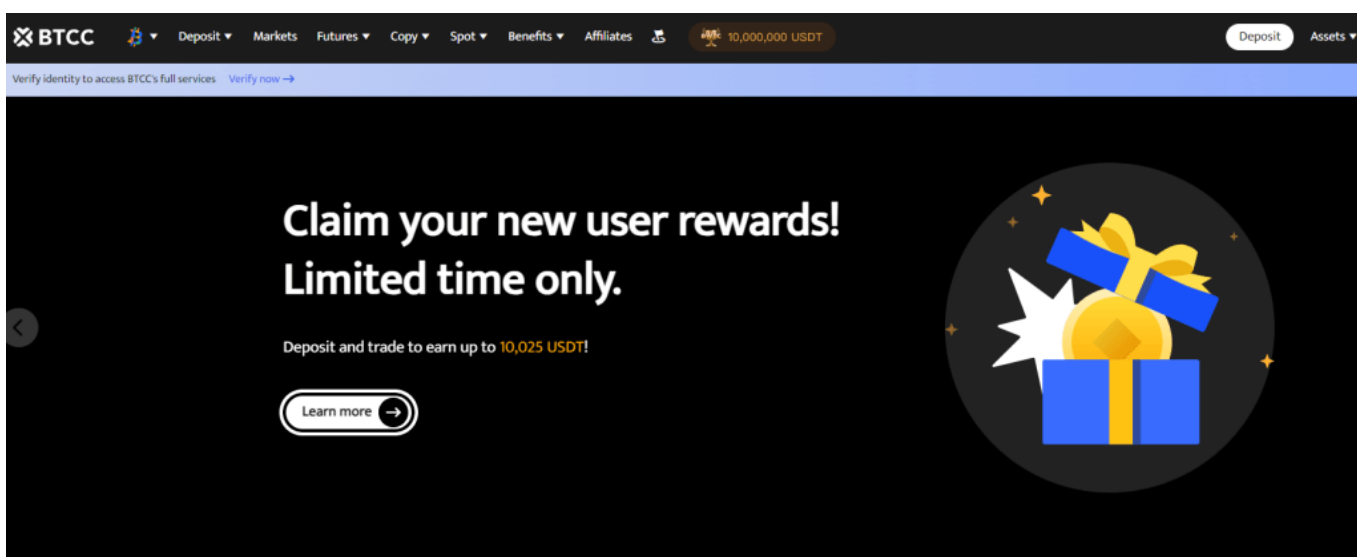 BTCC Deposit Markets Futures Copy Spot Benefits Affiliates 10,000,000 USDT Deposit Assets
Verify identity to access BTCC's full services Verify now →
Claim your new user rewards!
Limited time only.
Deposit and trade to earn up to 10,025 USDT!
Learn more